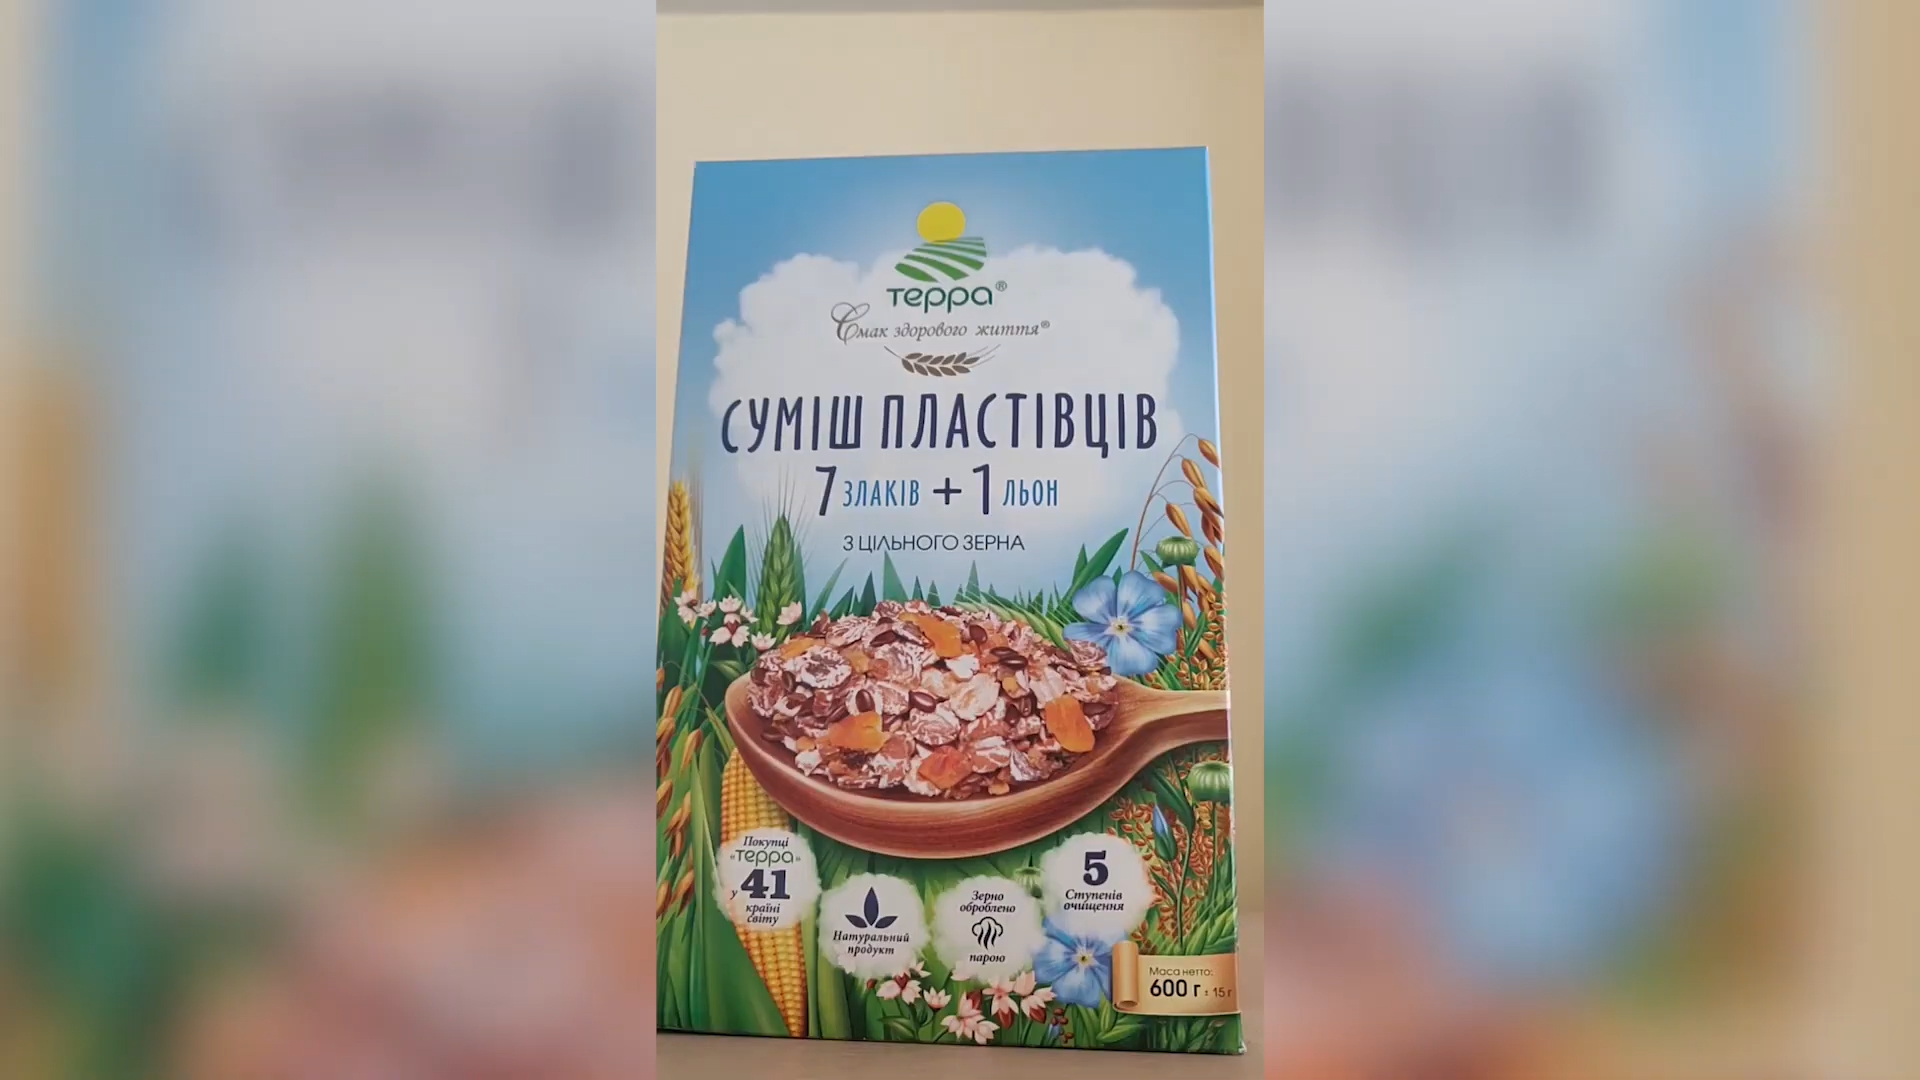 терра®
Смак здорового життя®
СУМІШ ПЛАСТІВЦІВ
7 ЗЛАКІВ + 1 ЛЬОН
З ЦІЛЬНОГО ЗЕРНА
Покупці
«терра»
у 41
країні
світу
Натуральний
продукт
Зерно
оброблено
парою
5
Ступенів
очищення
Маса нетто:
600 г ± 15 г